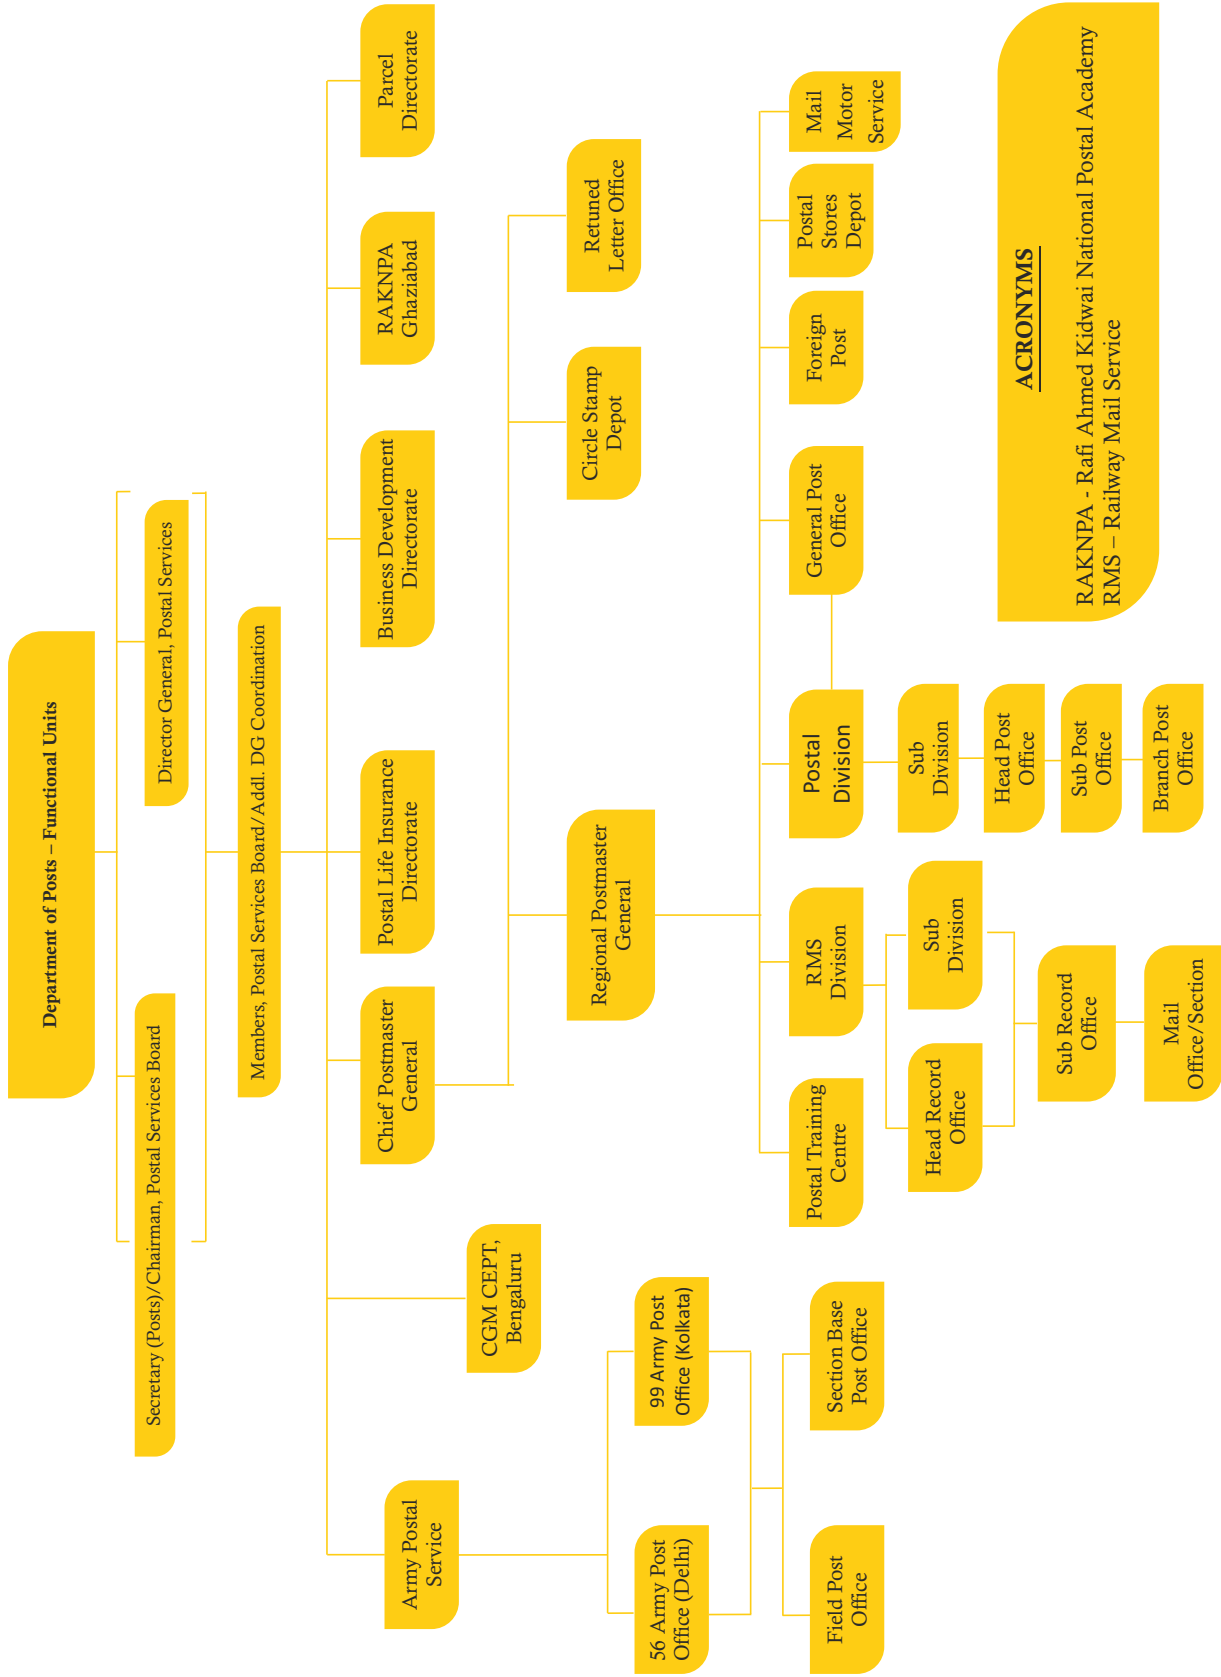 Department of Posts – Functional Units
Secretary (Posts)/Chairman, Postal Services Board
Director General, Postal Services
Members, Postal Services Board/Addl. DG Coordination
Army Postal
Service
CGM CEPT,
Bengaluru
Chief Postmaster
General
Postal Life Insurance
Directorate
Business Development
Directorate
RAKNPA
Ghaziabad
Parcel
Directorate
56 Army Post
Office (Delhi)
99 Army Post
Office (Kolkata)
Field Post
Office
Section Base
Post Office
Regional Postmaster
General
Circle Stamp
Depot
Retuned
Letter Office
Postal Training
Centre
RMS
Division
Postal
Division
General Post
Office
Foreign
Post
Postal
Stores
Depot
Mail
Motor
Service
Head Record
Office
Sub
Division
Sub Record
Office
Mail
Office/Section
Sub
Division
Head Post
Office
Sub Post
Office
Branch Post
Office
ACRONYMS
RAKNPA - Rafi Ahmed Kidwai National Postal Academy
RMS – Railway Mail Service